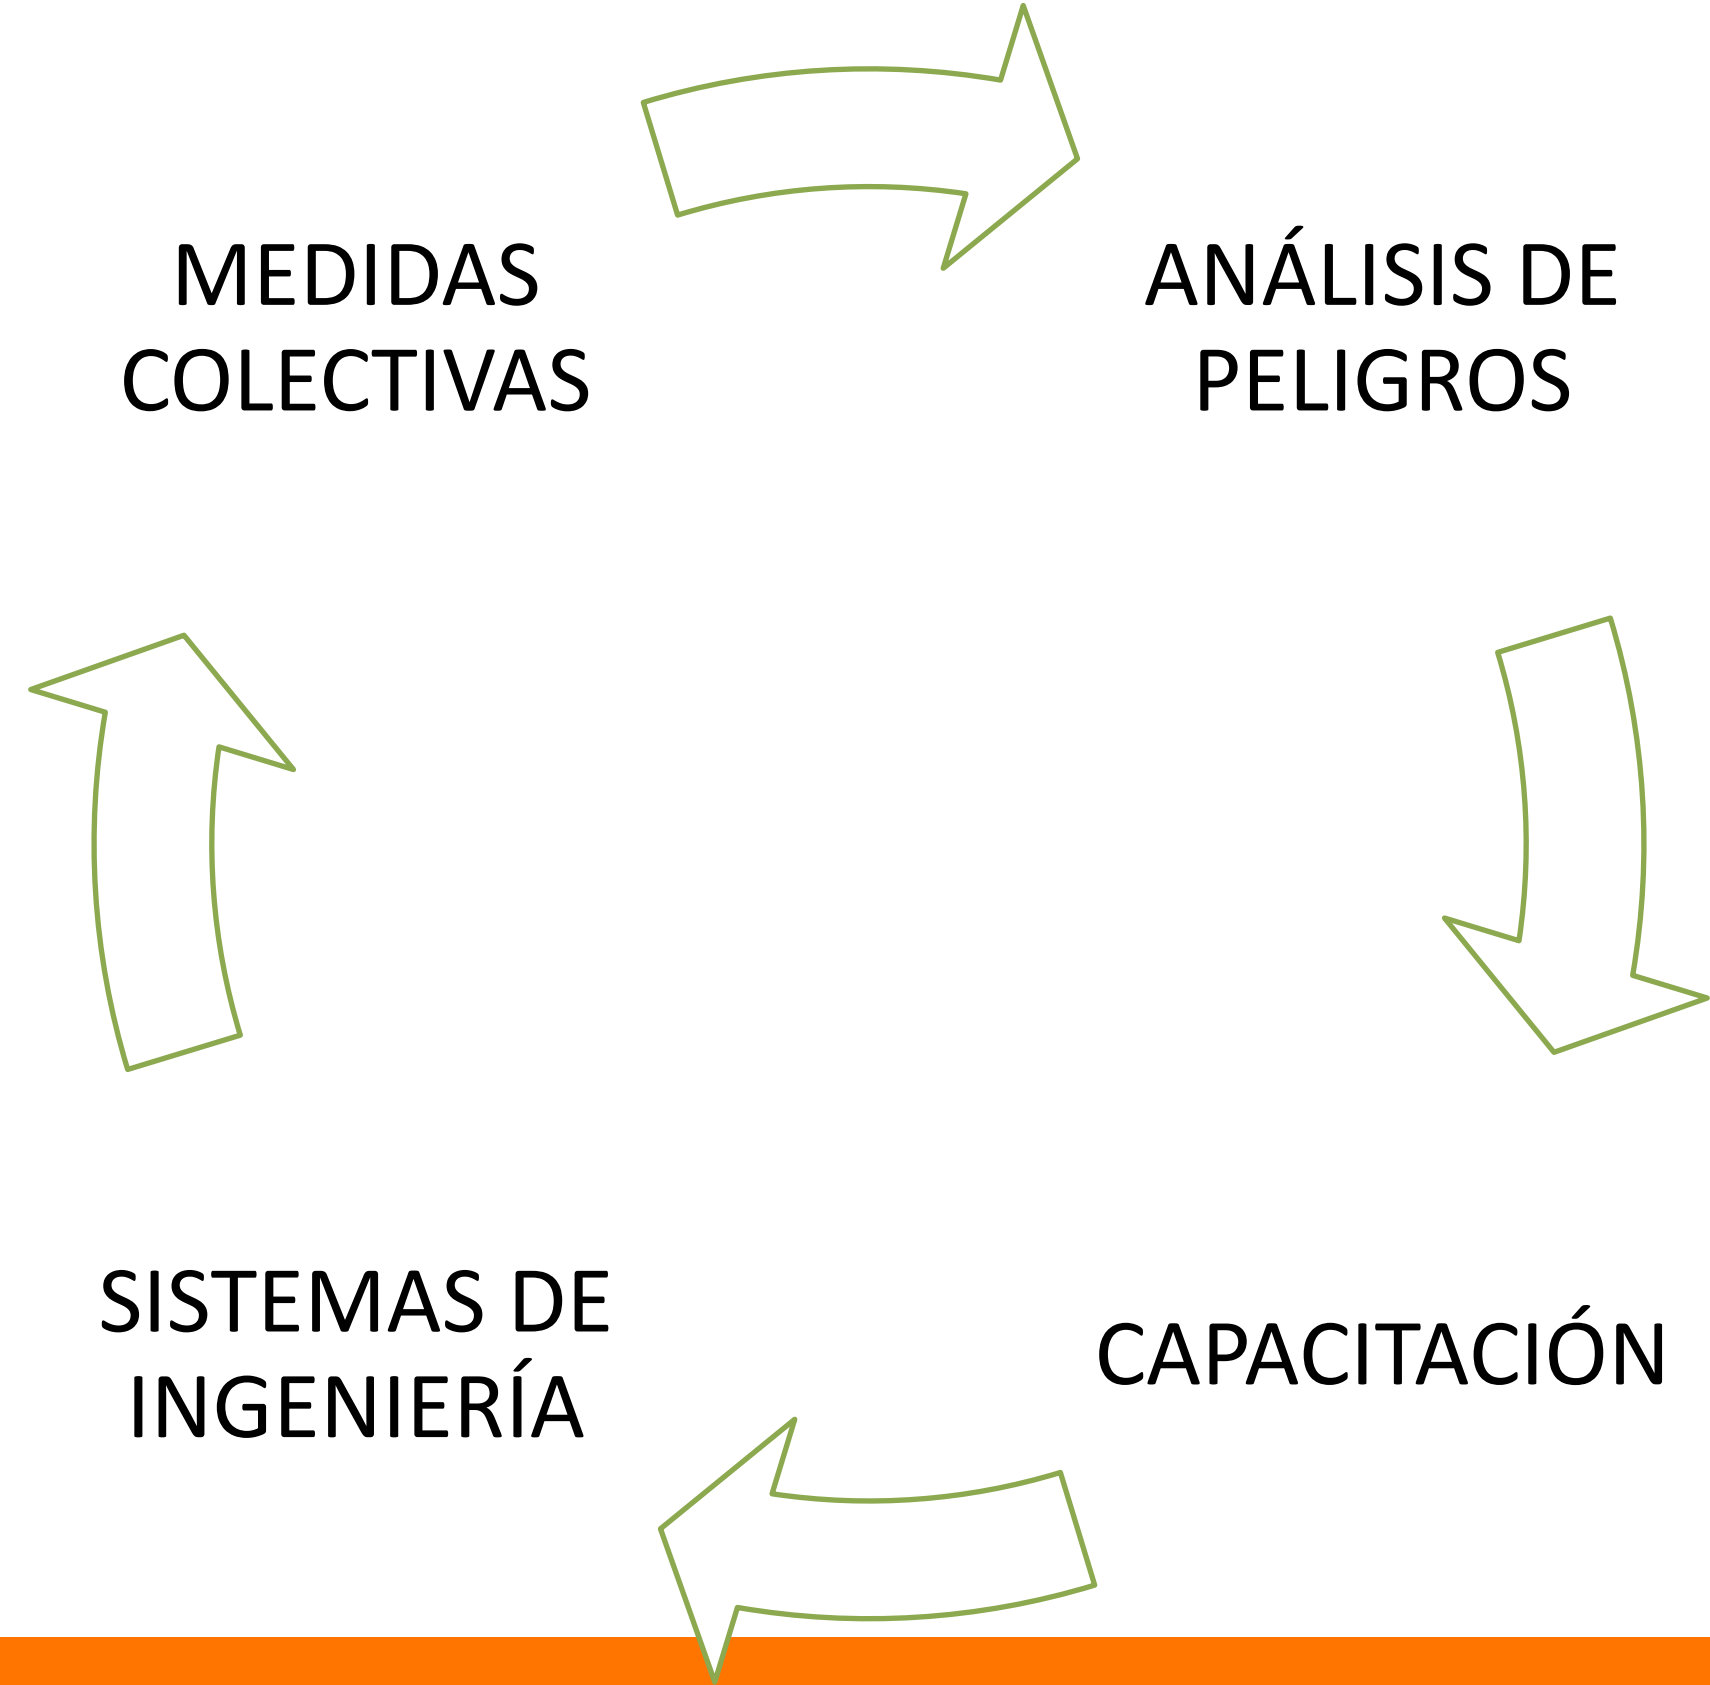 MEDIDAS
COLECTIVAS
ANÁLISIS DE
PELIGROS
SISTEMAS DE
INGENIERÍA
CAPACITACIÓN